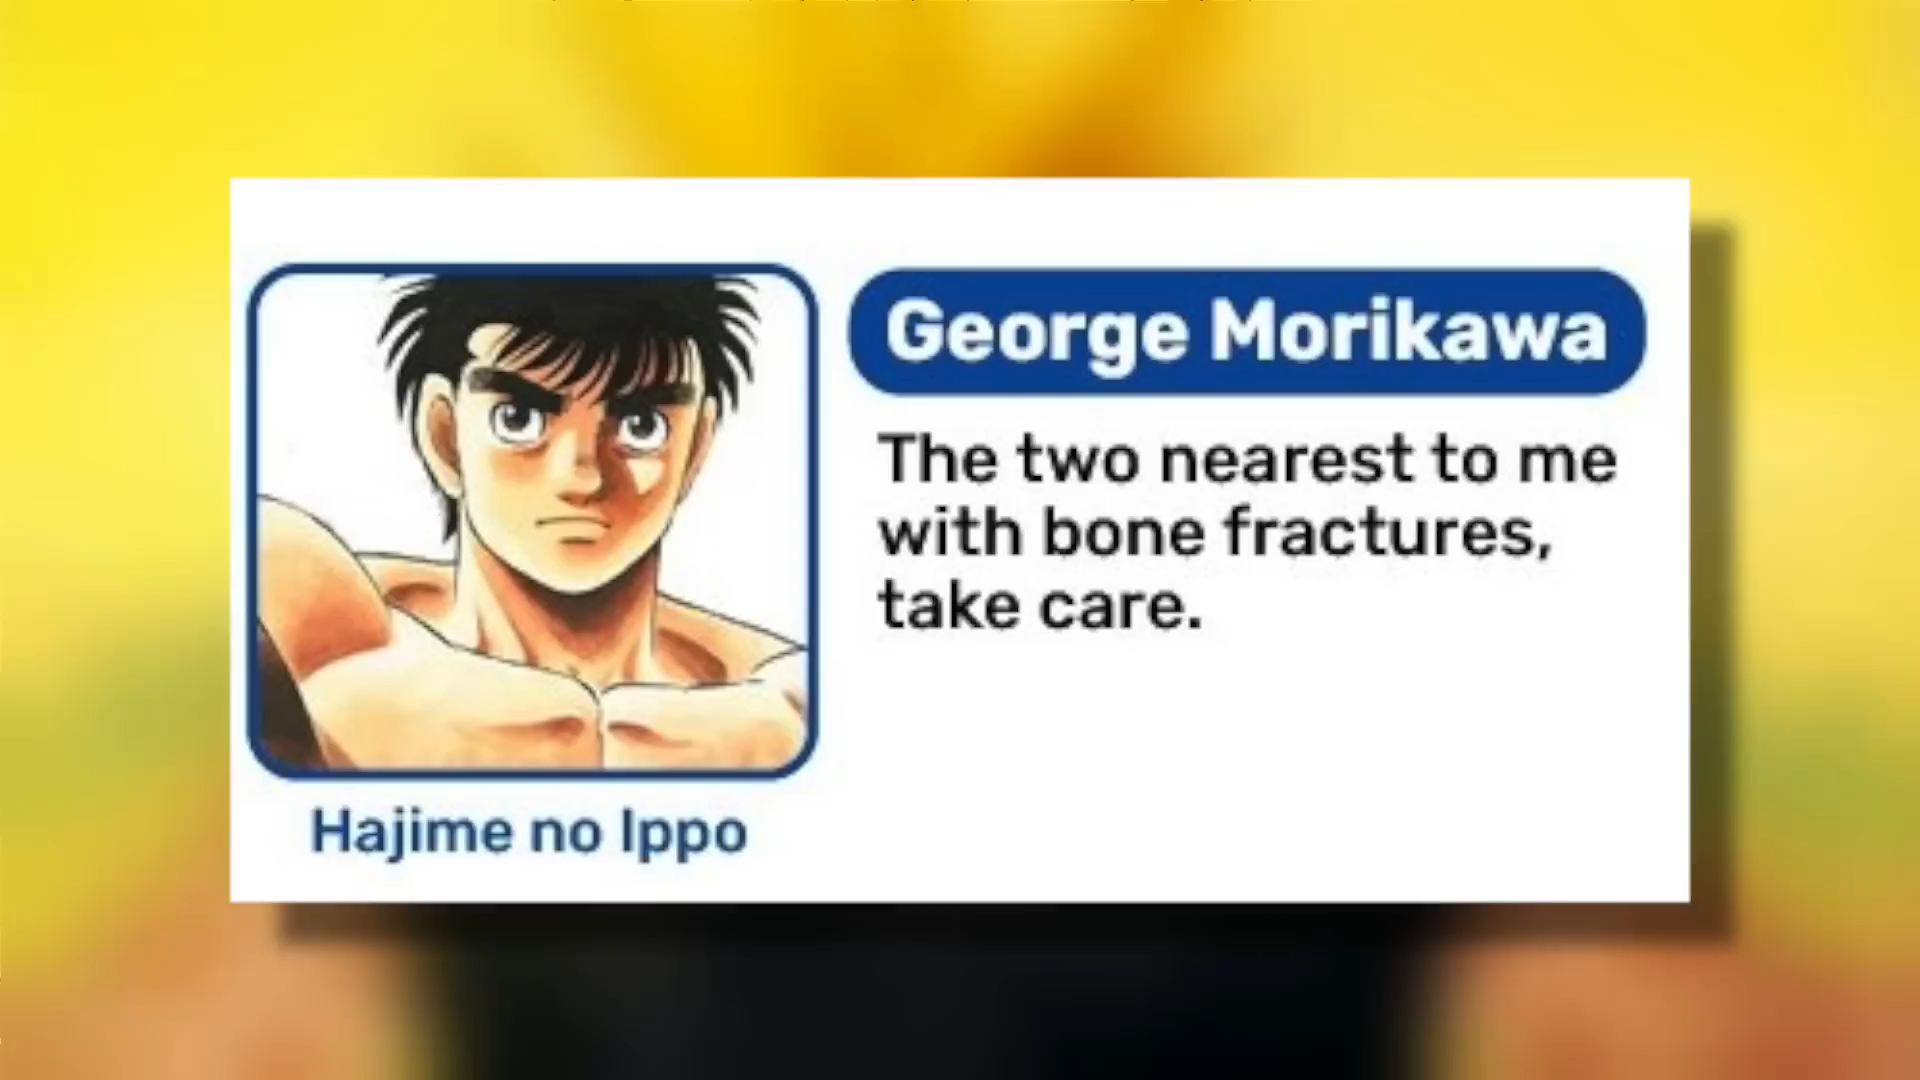 George Morikawa
The two nearest to me
with bone fractures,
take care.
Hajime no Ippo